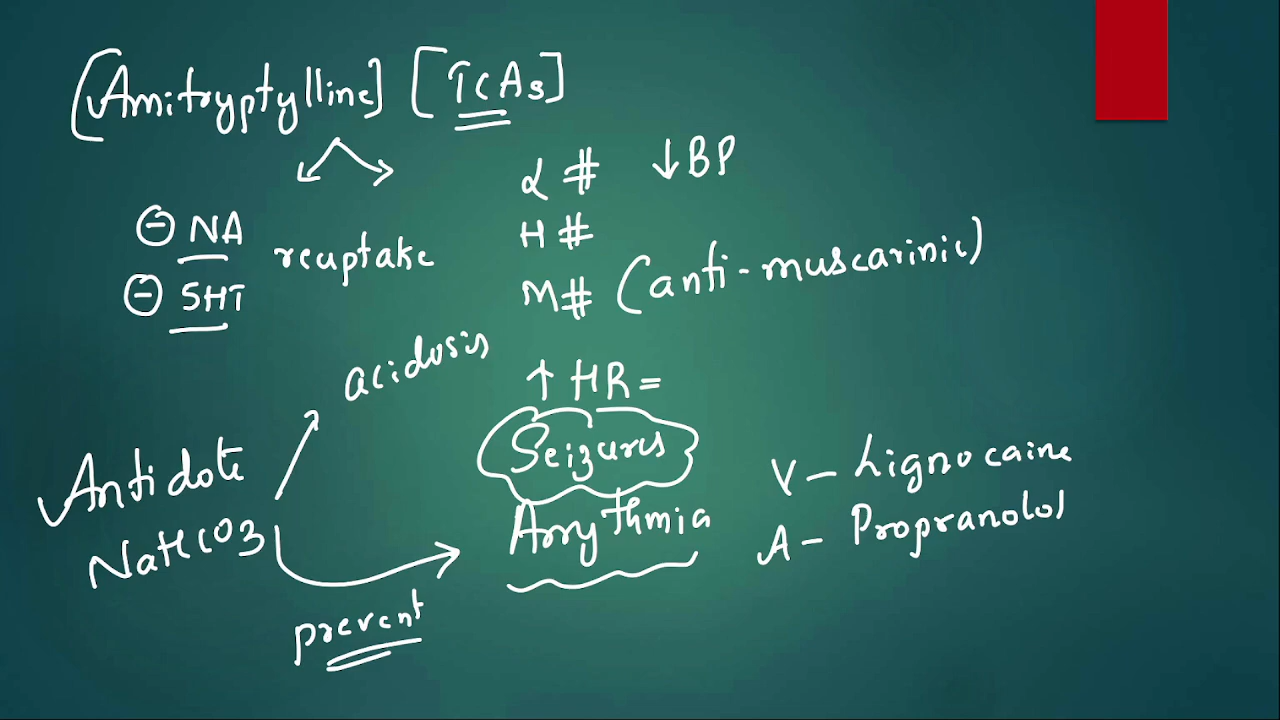 [Amitryptylline] [TCAs]
α # ↓BP
⊖ NA
H #
reuptake
⊖ 5HT
M# (anti-muscarinic)
acidosis
↑ HR =
Seizures
Antidote
V - Lignocaine
NaHCO3
Arrythmia
A - Propranolol
prevent